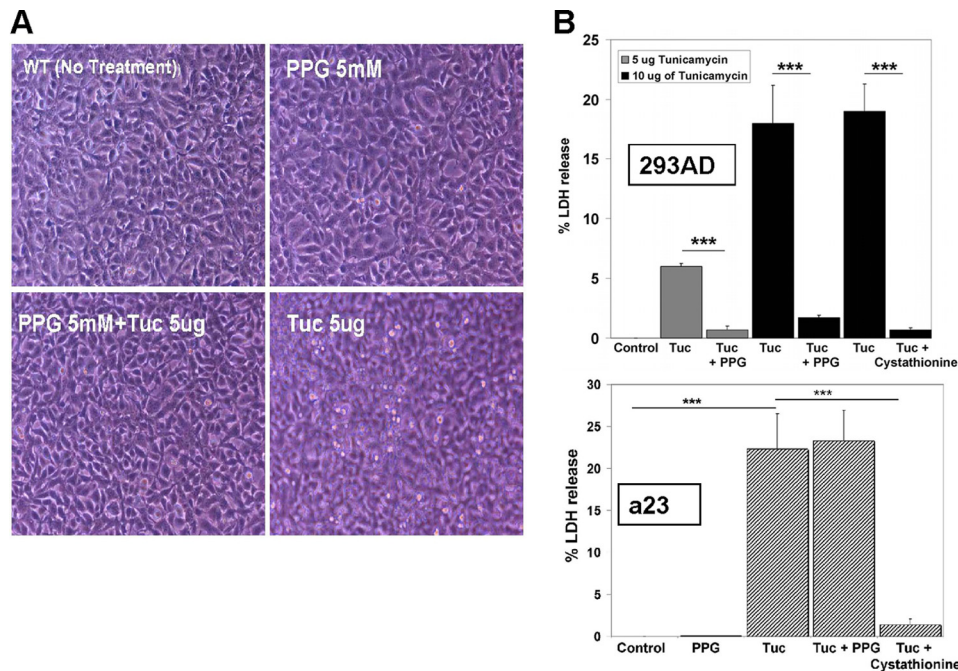 A
WT (No Treatment)
PPG 5mM
PPG 5mM+Tuc 5ug
Tuc 5ug
B
25
20
15
10
5
0
% LDH release
5 ug Tunicamycin
10 ug of Tunicamycin
***
***
***
293AD
Control
Tuc
Tuc
+ PPG
Tuc
Tuc
+ PPG
Tuc
Tuc +
Cystathionine
30
25
20
15
10
5
0
% LDH release
***
***
a23
Control
PPG
Tuc
Tuc + PPG
Tuc +
Cystathionine